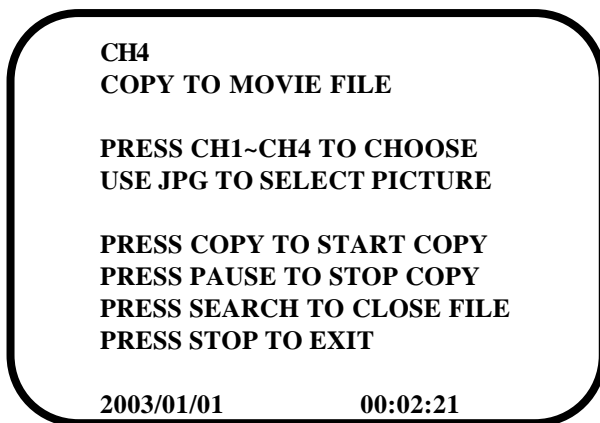 CH4
COPY TO MOVIE FILE
PRESS CH1~CH4 TO CHOOSE
USE JPG TO SELECT PICTURE
PRESS COPY TO START COPY
PRESS PAUSE TO STOP COPY
PRESS SEARCH TO CLOSE FILE
PRESS STOP TO EXIT
2003/01/01 00:02:21